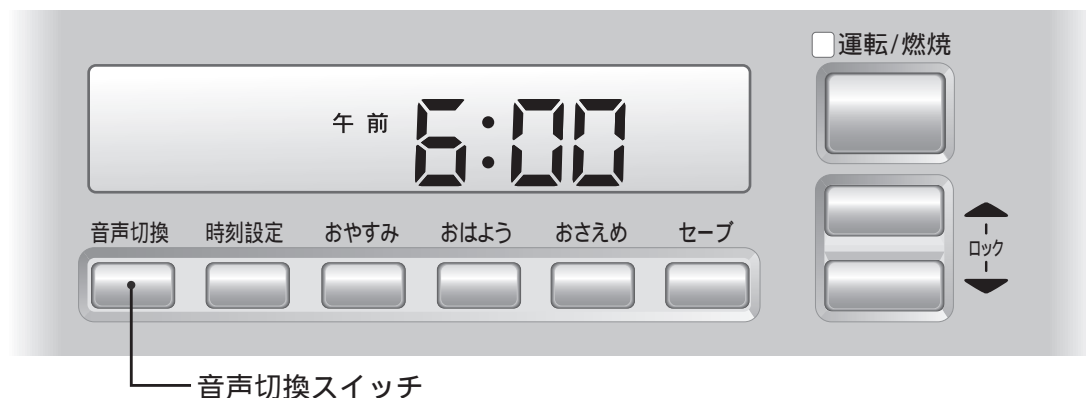 運転/燃焼
午前 6:00
音声切換 時刻設定 おやすみ おはよう おさえめ セーブ
ロック
音声切換スイッチ